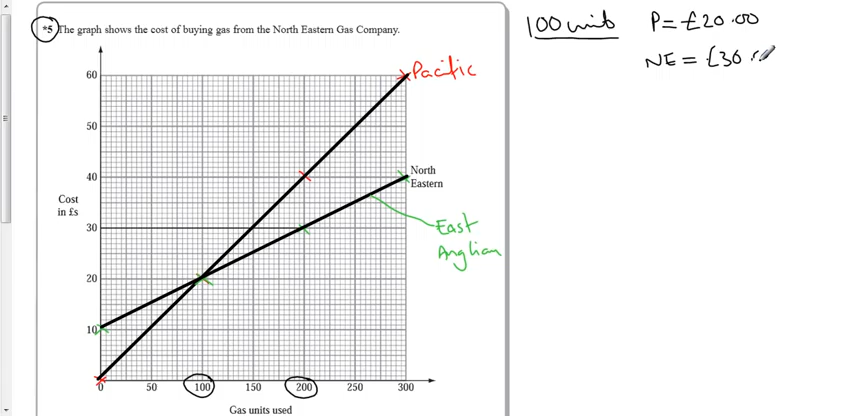 *5 The graph shows the cost of buying gas from the North Eastern Gas Company.
100 units P = £20.00
NE = £30.
60
50
40
30
20
10
Cost
in £s
Pacific
North
Eastern
East
Anglian
0 50 100 150 200 250 300
Gas units used